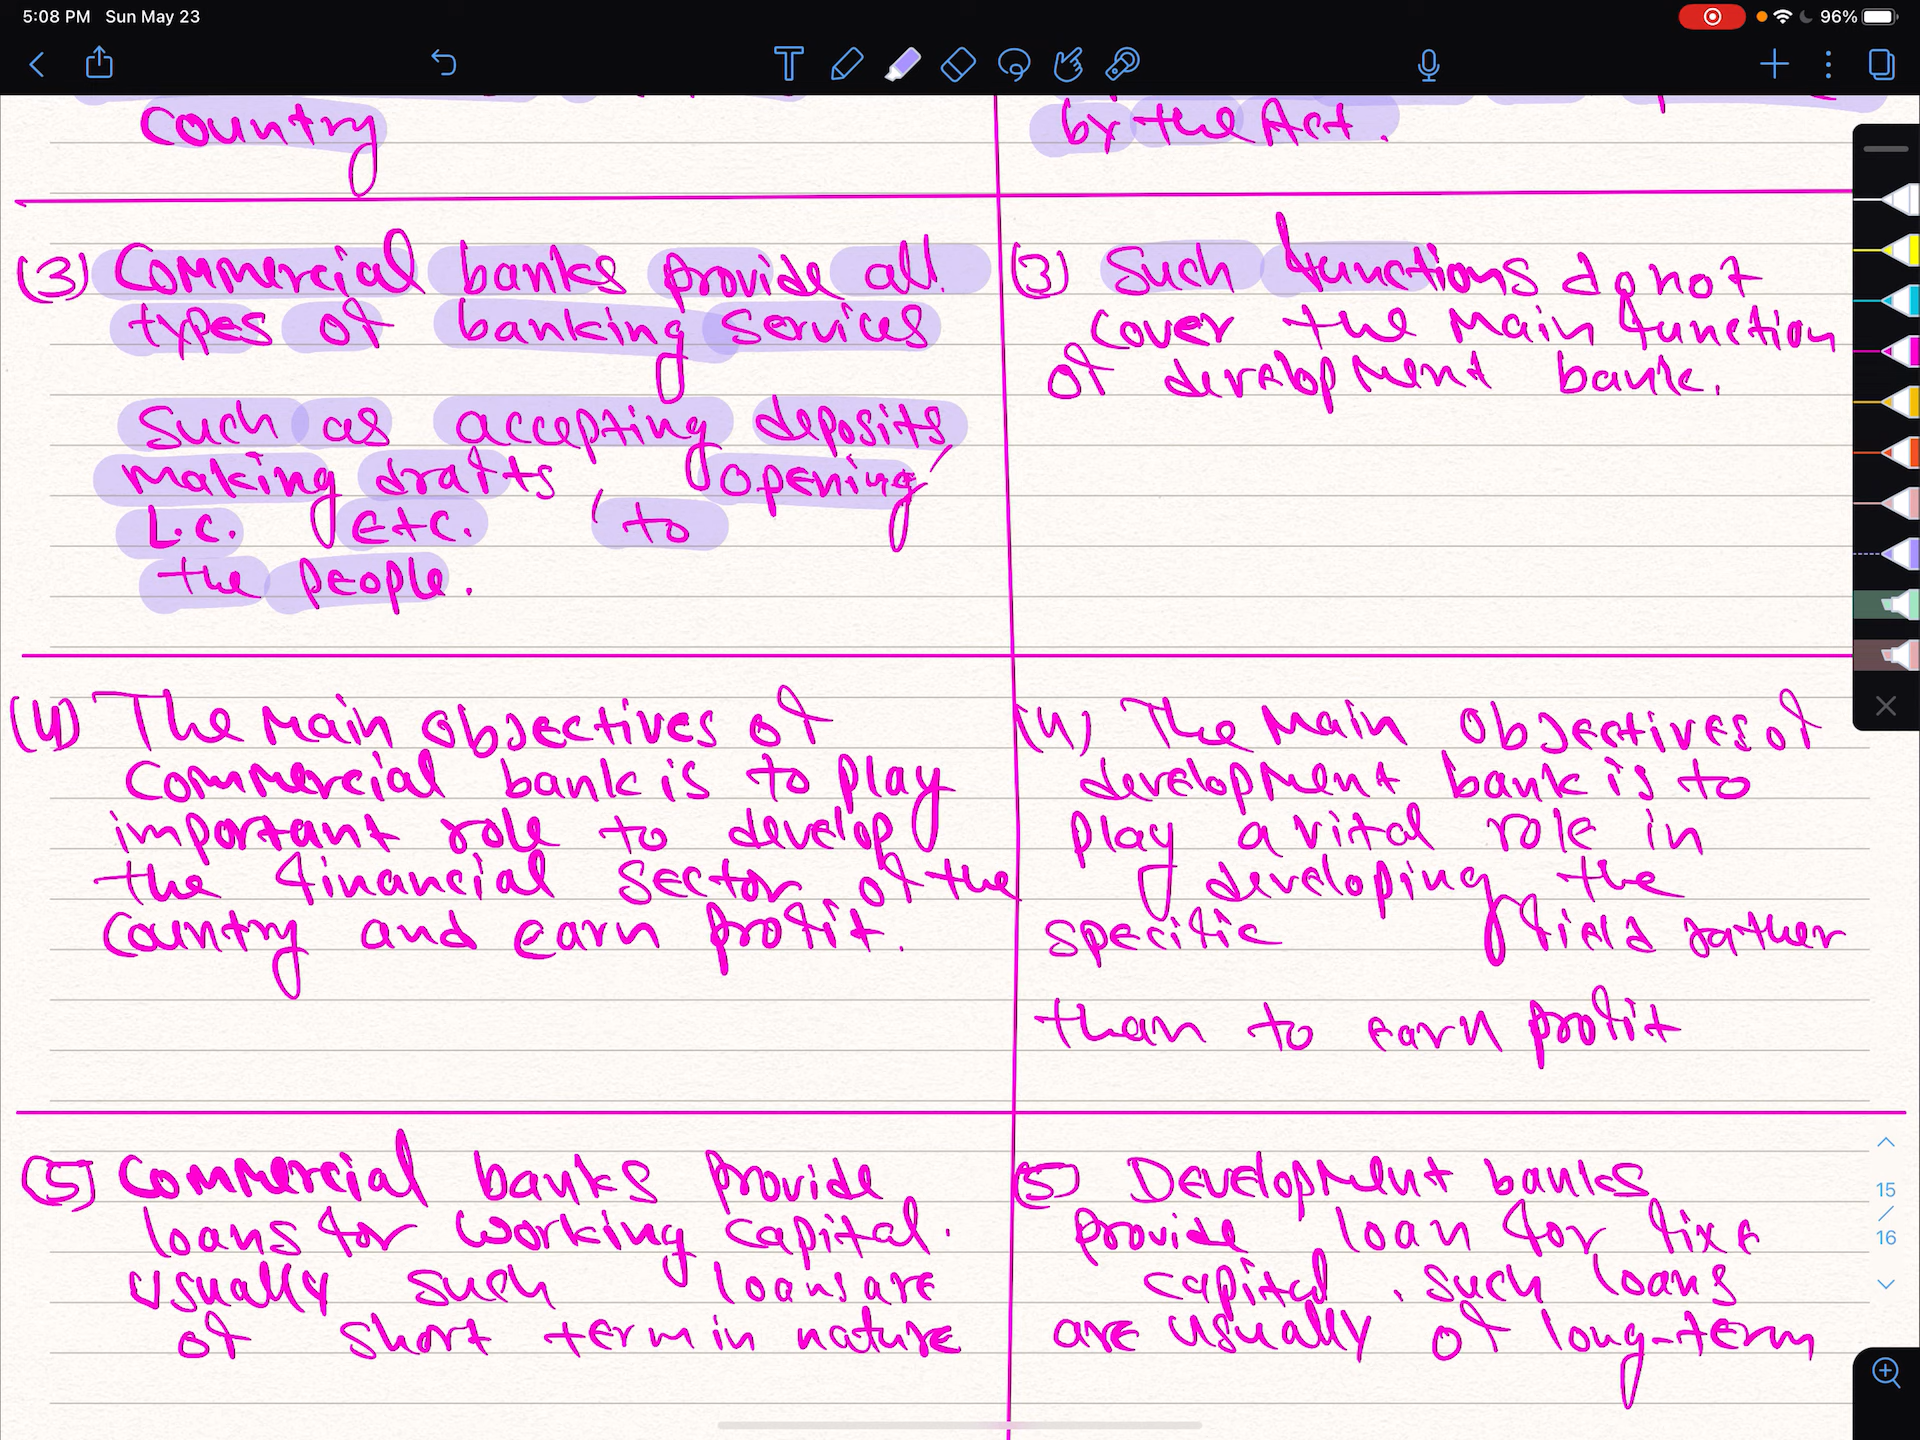 5:08 PM Sun May 23
96%
country
by the Act.
(3) Commercial banks provide all
types of banking services
such as accepting deposits,
making drafts opening
L.C. etc. to
the people.
(3) Such functions do not
cover the main function
of development bank.
(4) The main objectives of
commercial bank is to play
important role to develop
the financial sector of the
country and earn profit.
(4) The main objectives of
development bank is to
play a vital role in
developing the
specific field rather
than to earn profit
(5) Commercial banks provide
loans for working capital.
usually such loans are
of short term in nature
(5) Development banks
provide loan for fixe
capital. such loans
are usually of long-term
15
/
16